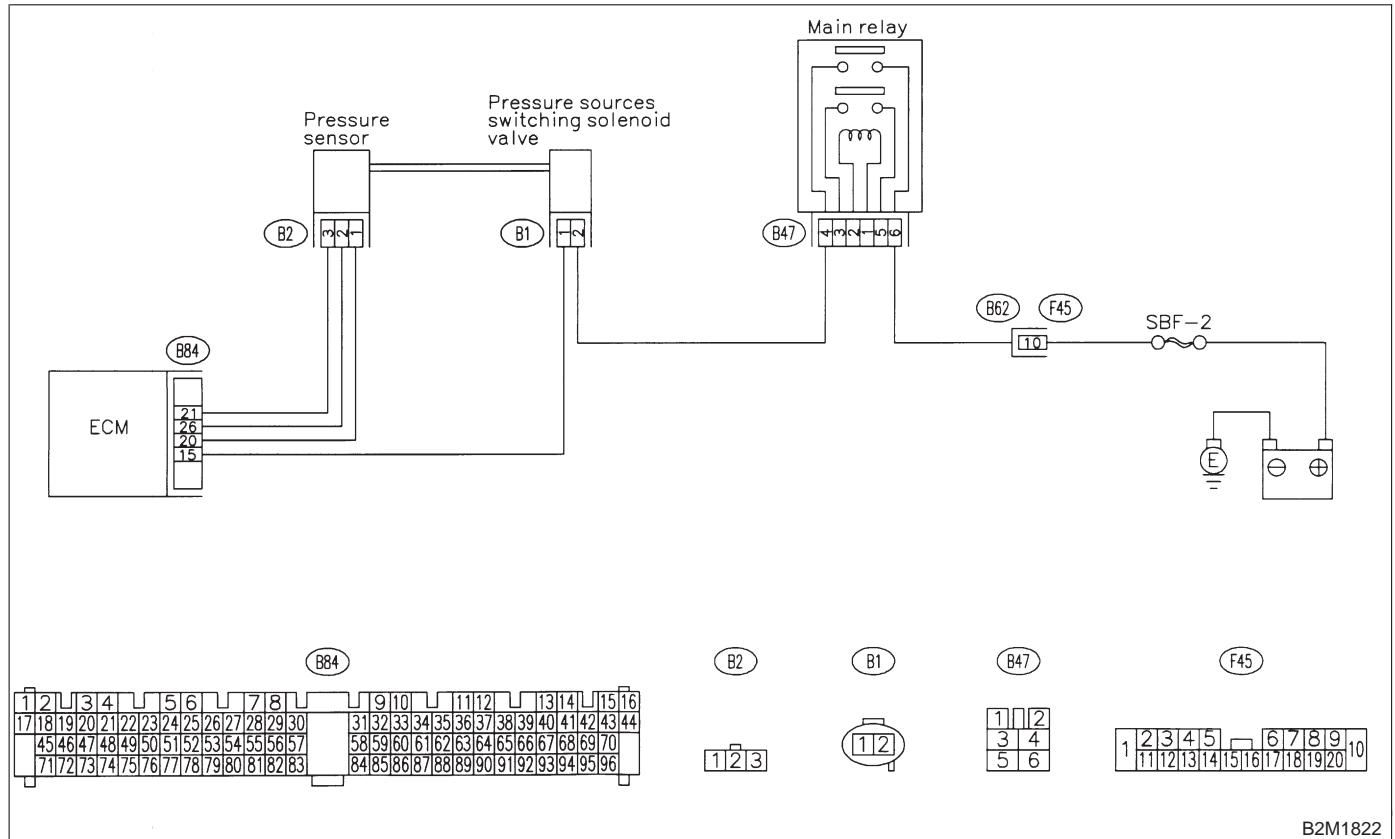 Main relay
Pressure sources
switching solenoid
valve
Pressure
sensor
B2
3 2 1
B1
1 2
B47
4 3 2 1 5 6
B62 F45
10
SBF-2
B84
ECM
21
26
20
15
E
⊖ ⊕
B84
B2
B1
B47
F45
1 2 3 4 5 6 7 8 9 10 11 12 13 14 15 16
17 18 19 20 21 22 23 24 25 26 27 28 29 30 31 32 33 34 35 36 37 38 39 40 41 42 43 44
45 46 47 48 49 50 51 52 53 54 55 56 57 58 59 60 61 62 63 64 65 66 67 68 69 70
71 72 73 74 75 76 77 78 79 80 81 82 83 84 85 86 87 88 89 90 91 92 93 94 95 96
1 2 3
1 2
1 2
3 4
5 6
1 2 3 4 5 6 7 8 9 10
11 12 13 14 15 16 17 18 19 20
B2M1822